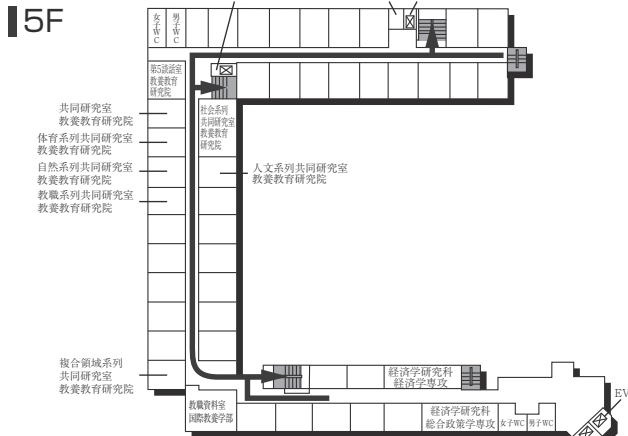 5F
女子WC
男子WC
第5談話室
教養教育
研究院
共同研究室
教養教育研究院
体育系列共同研究室
教養教育研究院
自然系列共同研究室
教養教育研究院
教職系列共同研究室
教養教育研究院
社会系列
共同研究室
教養教育
研究院
人文系列共同研究室
教養教育研究院
複合領域系列
共同研究室
教養教育研究院
教職資料室
国際教養学部
経済学研究科
経済学専攻
経済学研究科
総合政策学専攻
女子WC
男子WC
EV